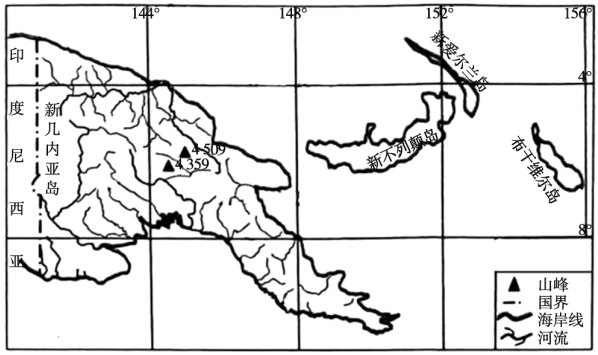 144° 148° 152° 156°
4°
8°
印度尼西亚
新几内亚岛
4 509
4 359
新爱尔兰岛
新不列颠岛
布干维尔岛
山峰
国界
海岸线
河流